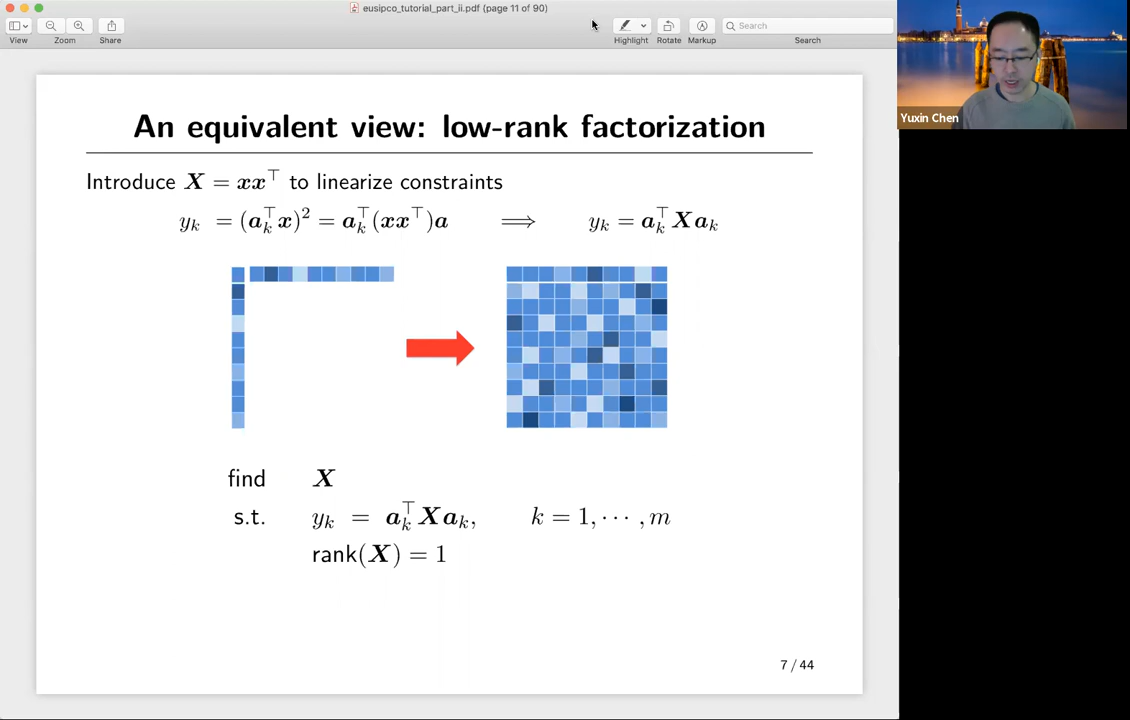 eusipco_tutorial_part_ii.pdf (page 11 of 90)
View Zoom Share Highlight Rotate Markup Search
Search
Yuxin Chen
An equivalent view: low-rank factorization
Introduce X = xx⊤ to linearize constraints
yₖ = (aₖ⊤x)² = aₖ⊤(xx⊤)a ⟹ yₖ = aₖ⊤Xaₖ
find X
s.t. yₖ = aₖ⊤Xaₖ, k = 1, ⋯ , m
rank(X) = 1
7 / 44